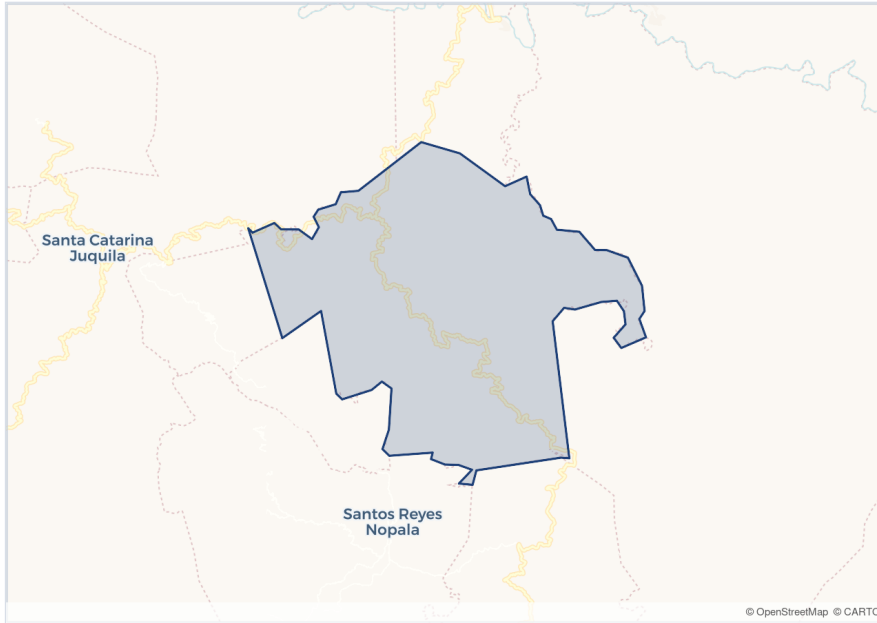 Santa Catarina
Juquila
Santos Reyes
Nopala
© OpenStreetMap © CARTO